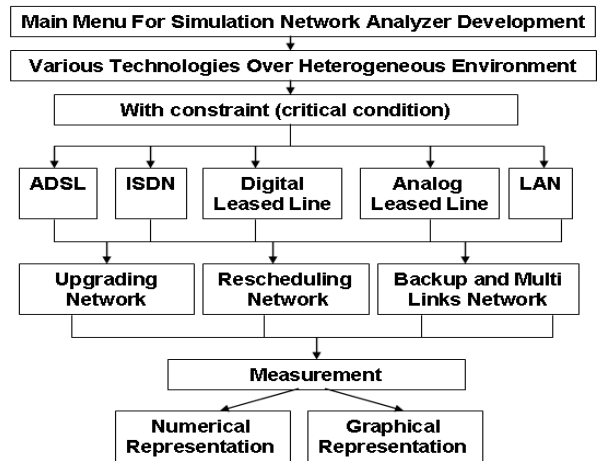 Main Menu For Simulation Network Analyzer Development
Various Technologies Over Heterogeneous Environment
With constraint (critical condition)
ADSL
ISDN
Digital
Leased Line
Analog
Leased Line
LAN
Upgrading
Network
Rescheduling
Network
Backup and Multi
Links Network
Measurement
Numerical
Representation
Graphical
Representation